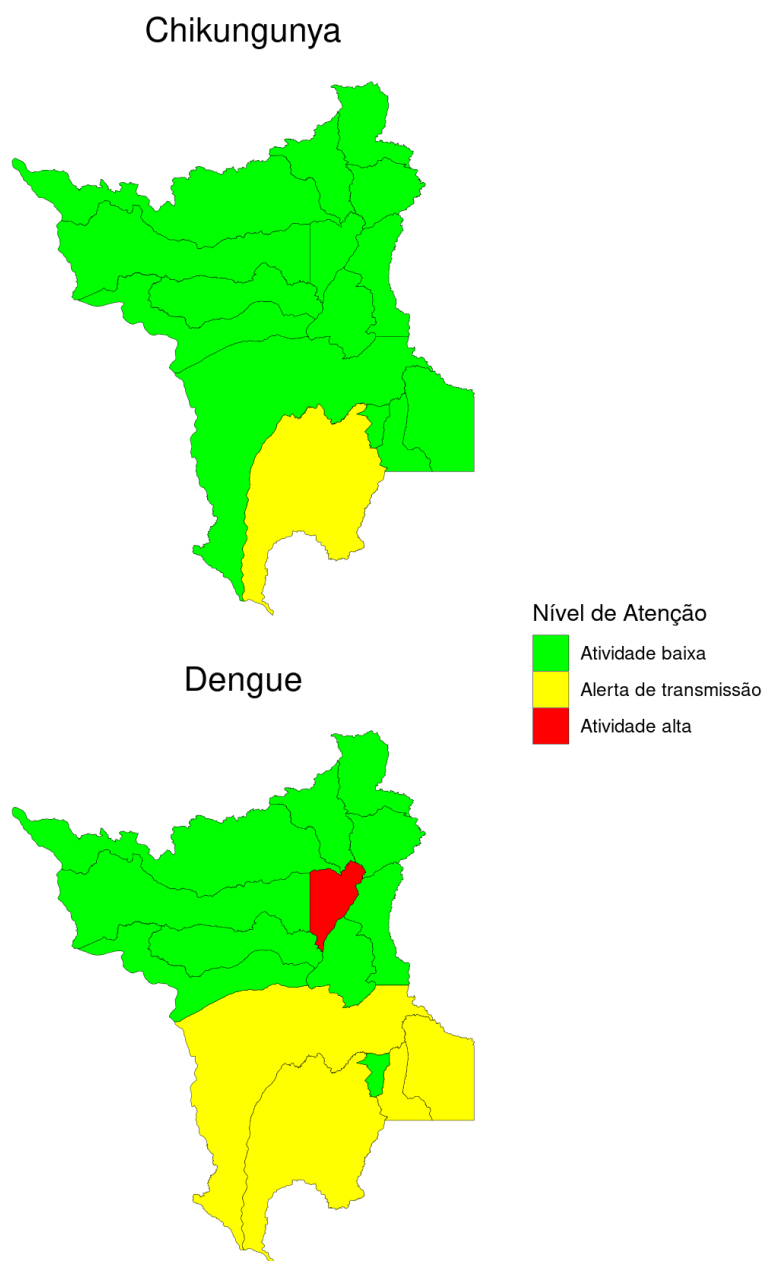 Chikungunya
Nível de Atenção
Atividade baixa
Alerta de transmissão
Atividade alta
Dengue